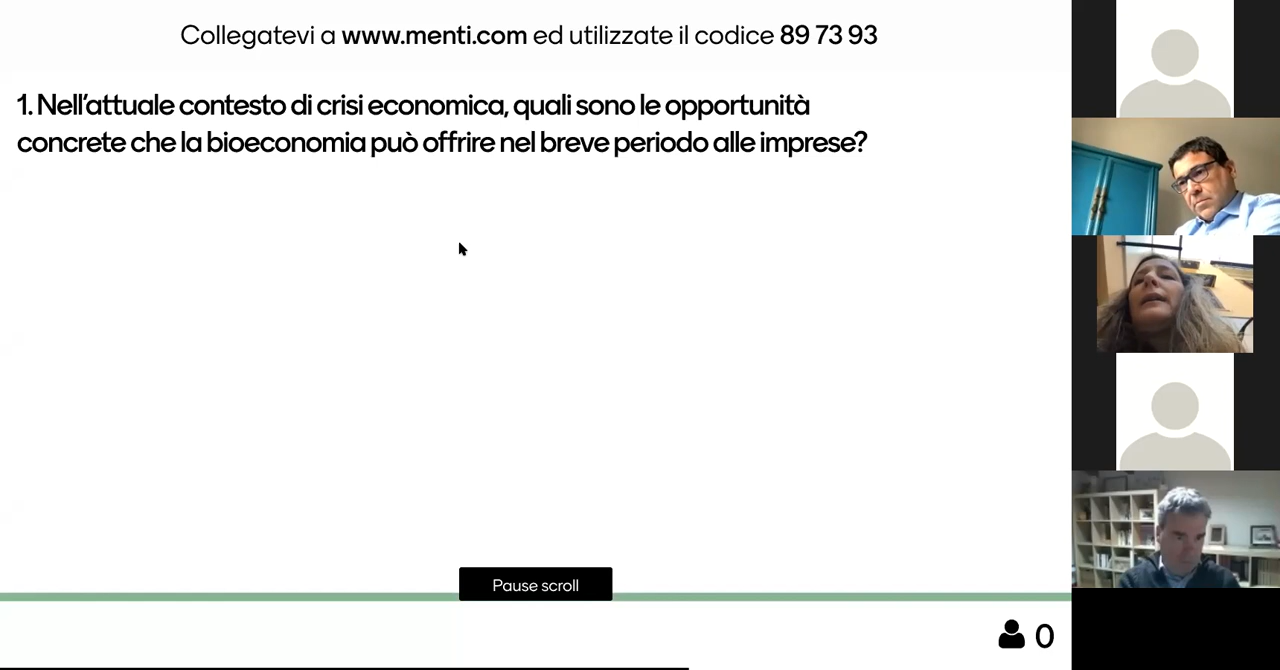 Collegatevi a www.menti.com ed utilizzate il codice 89 73 93
1. Nell'attuale contesto di crisi economica, quali sono le opportunità
concrete che la bioeconomia può offrire nel breve periodo alle imprese?
Pause scroll
0